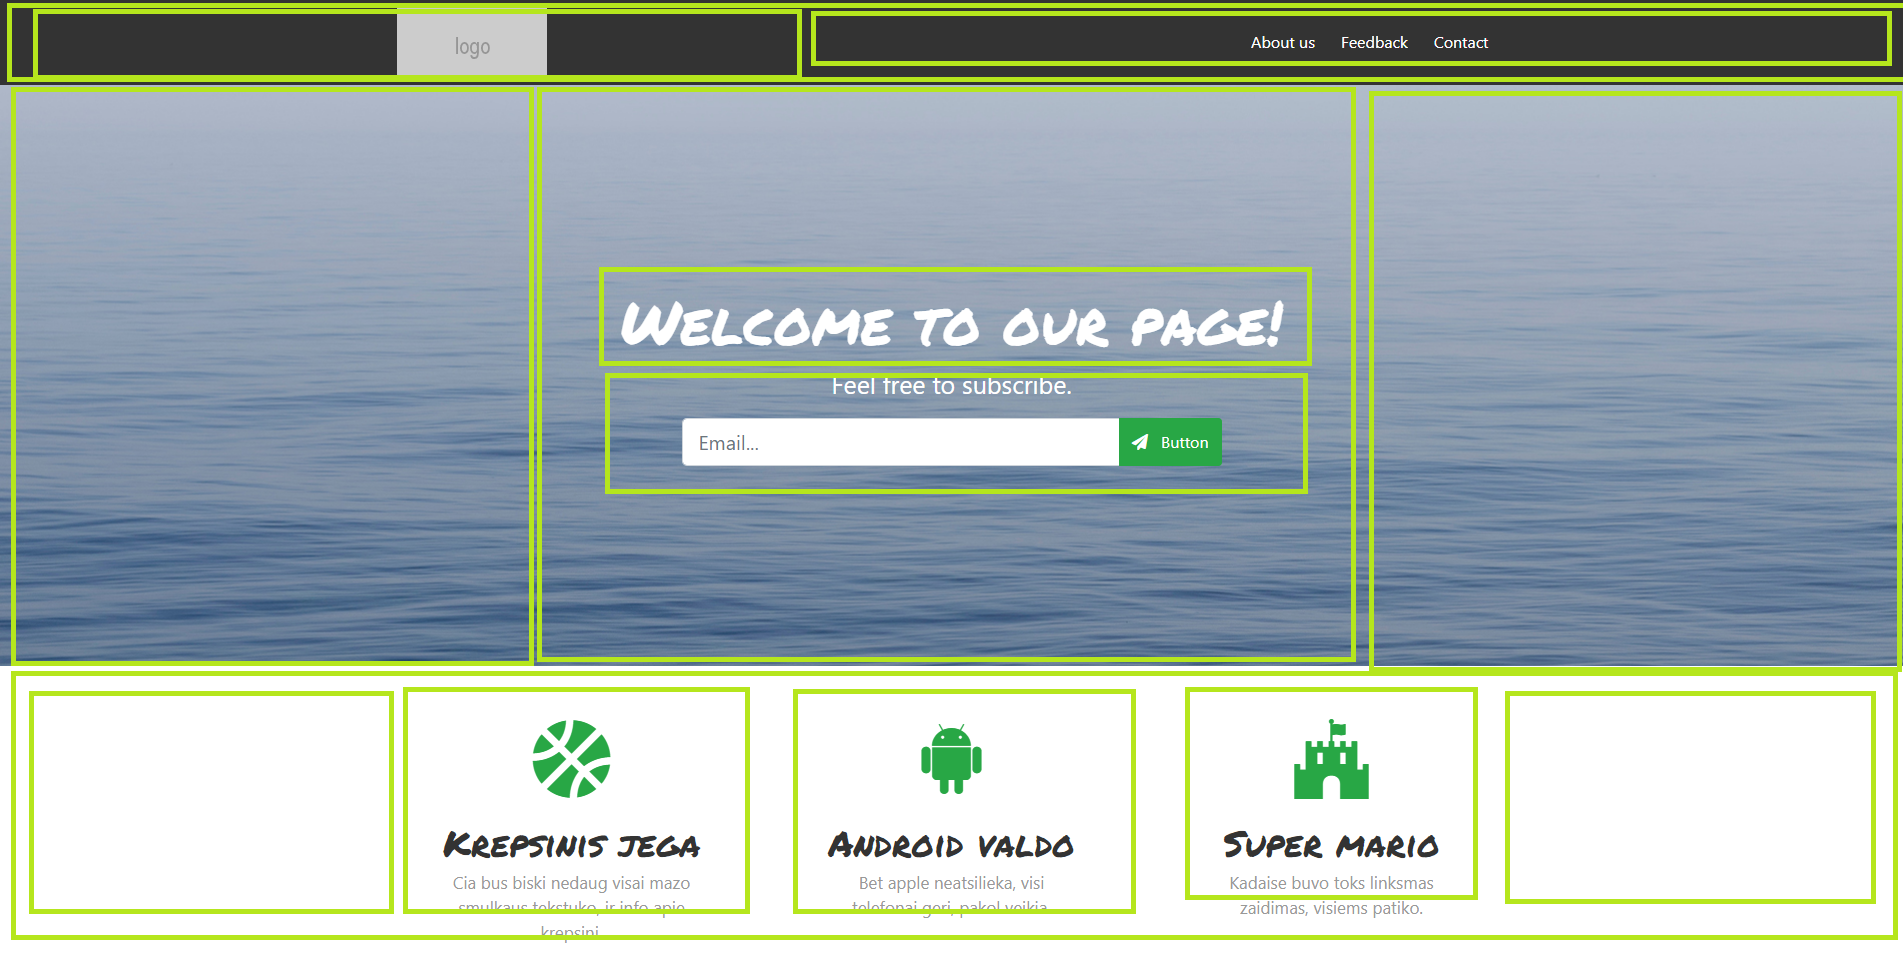 logo
About us Feedback Contact
Welcome to our page!
Feel free to subscribe.
Email...
Button
Krepsinis jega
Cia bus biski nedaug visai mazo
smulkaus tekstuko, ir info apie
krepsini
Android valdo
Bet apple neatsilieka, visi
telefonai geri, pakol veikia
Super mario
Kadaise buvo toks linksmas
zaidimas, visiems patiko.